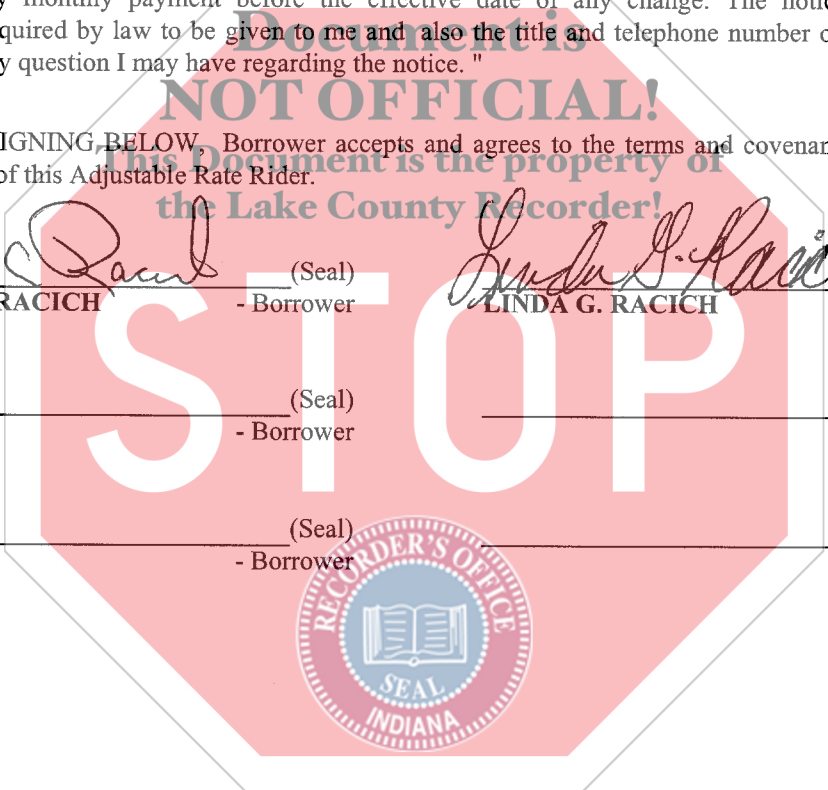 y monthly payment before the effective date of any change. The notic
quired by law to be given to me and also the title and telephone number o
y question I may have regarding the notice. "
Document is
NOT OFFICIAL!
This Document is the property of
the Lake County Recorder!
IGNING BELOW, Borrower accepts and agrees to the terms and covenan
of this Adjustable Rate Rider.
Racich (Seal) Linda G. Racic
RACICH - Borrower LINDA G. RACICH
(Seal)
- Borrower
(Seal)
- Borrower
STOP
RECORDER'S OFFICE
SEAL
INDIANA